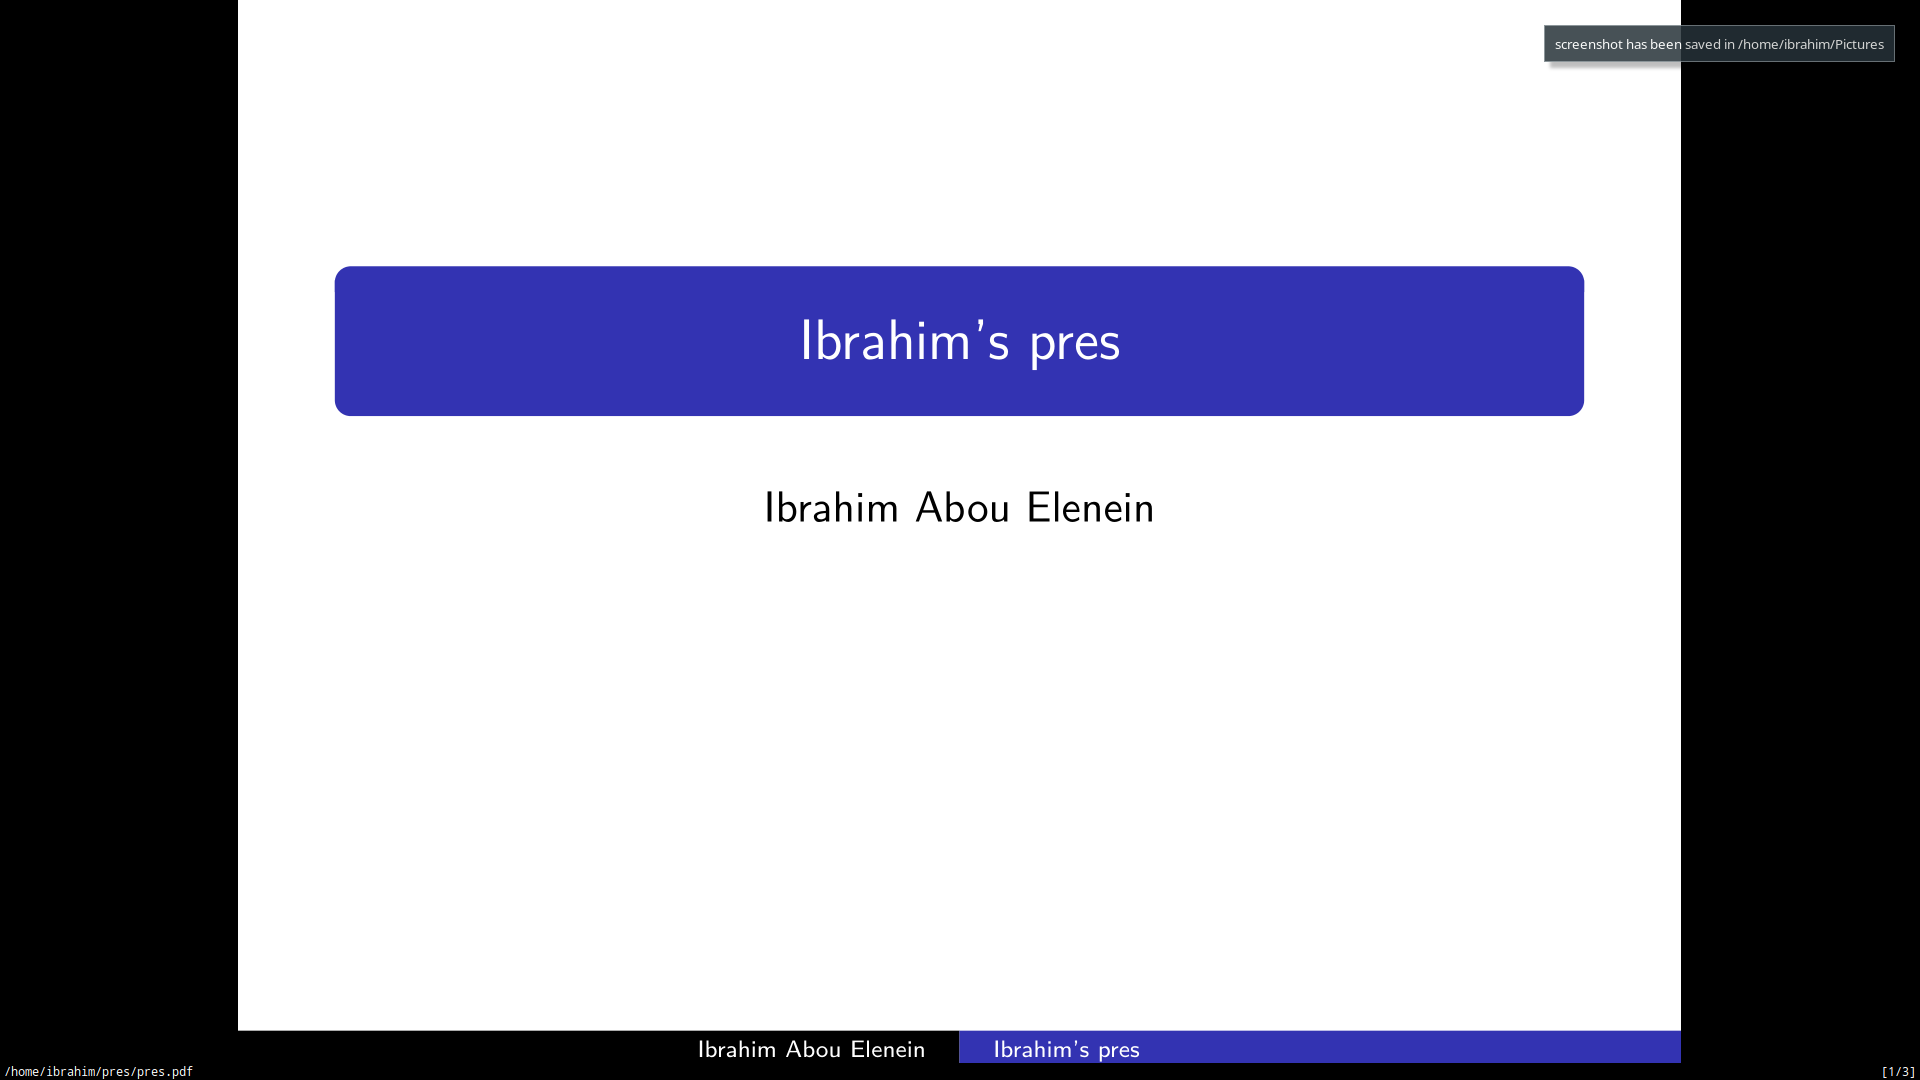 screenshot has been saved in /home/ibrahim/Pictures
Ibrahim's pres
Ibrahim Abou Elenein
Ibrahim Abou Elenein
Ibrahim's pres
/home/ibrahim/pres/pres.pdf
[1/3]